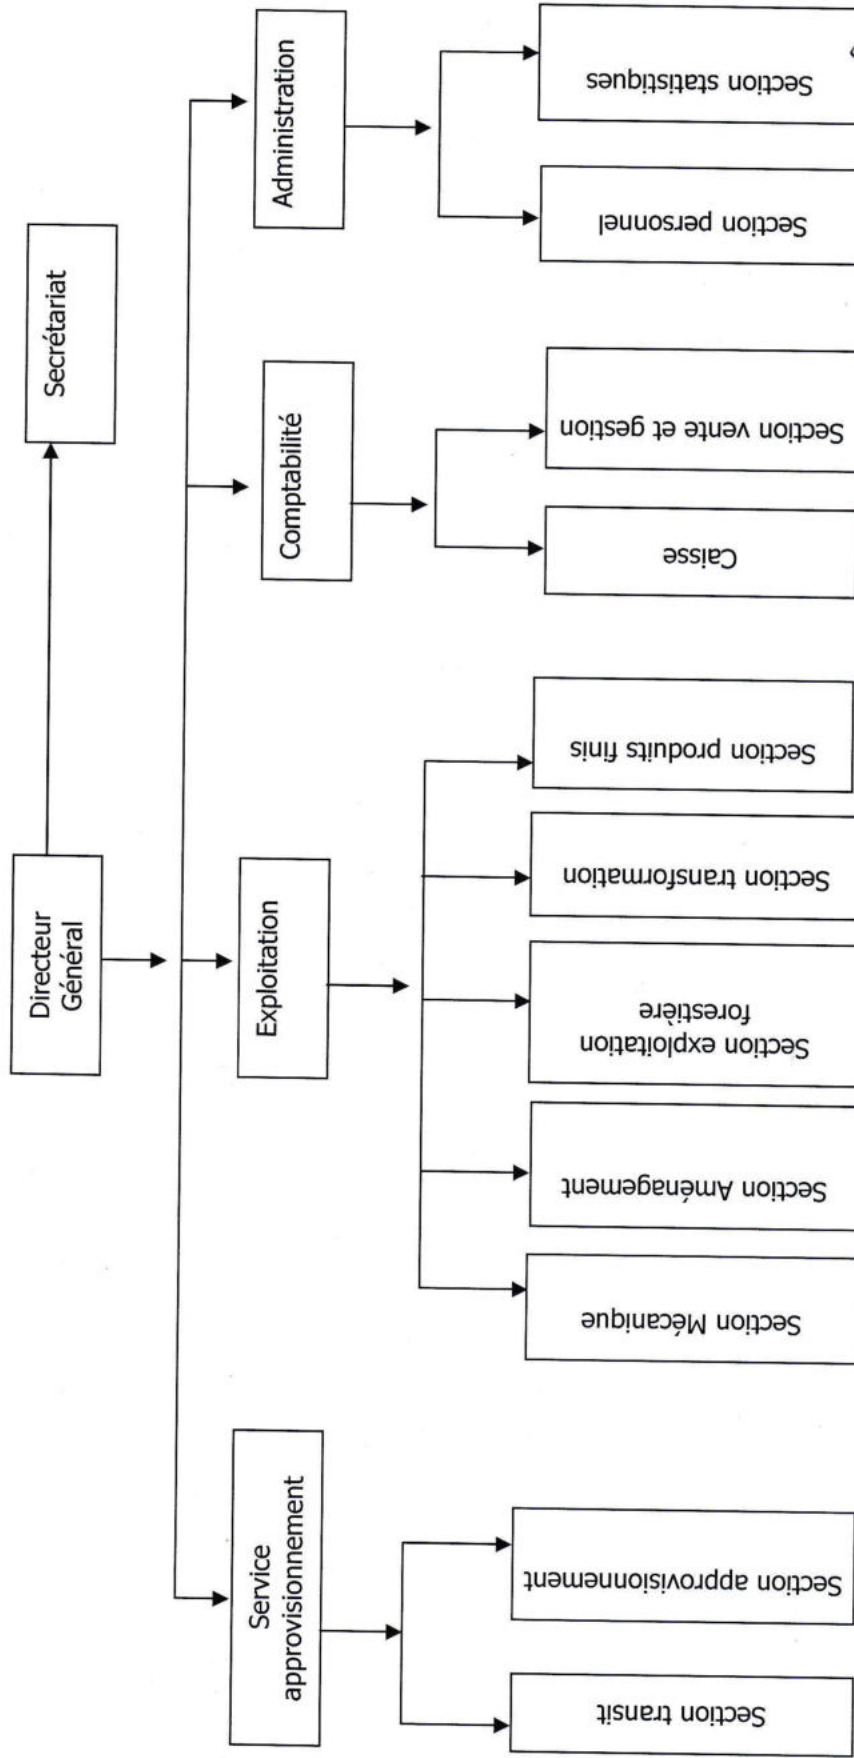 Directeur
Général
Secrétariat
Service
approvisionnement
Exploitation
Comptabilité
Administration
Section transit
Section approvisionnement
Section Mécanique
Section Aménagement
Section exploitation
forestière
Section transformation
Section produits finis
Caisse
Section vente et gestion
Section personnel
Section statistiques